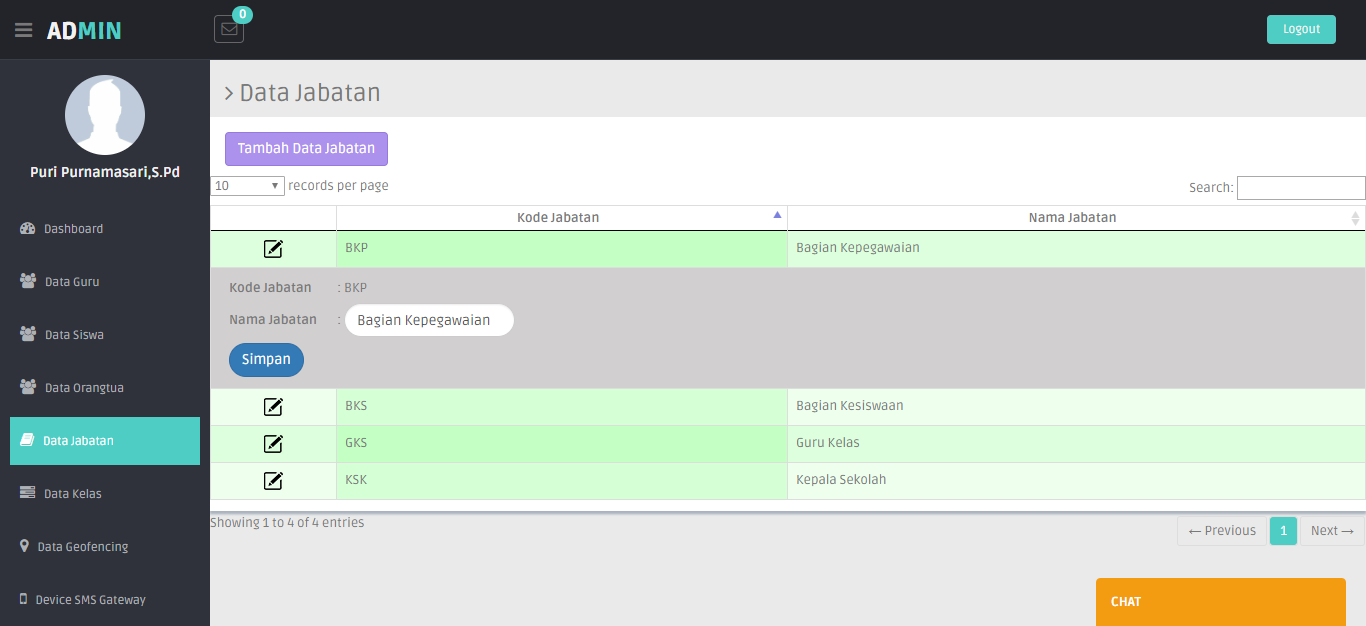 ADMIN
0
Logout
Puri Purnamasari,S.Pd
Dashboard
Data Guru
Data Siswa
Data Orangtua
Data Jabatan
Data Kelas
Data Geofencing
Device SMS Gateway
> Data Jabatan
Tambah Data Jabatan
10 records per page
Search:
Kode Jabatan Nama Jabatan
BKP Bagian Kepegawaian
Kode Jabatan : BKP
Nama Jabatan : Bagian Kepegawaian
Simpan
BKS Bagian Kesiswaan
GKS Guru Kelas
KSK Kepala Sekolah
Showing 1 to 4 of 4 entries
← Previous 1 Next →
CHAT